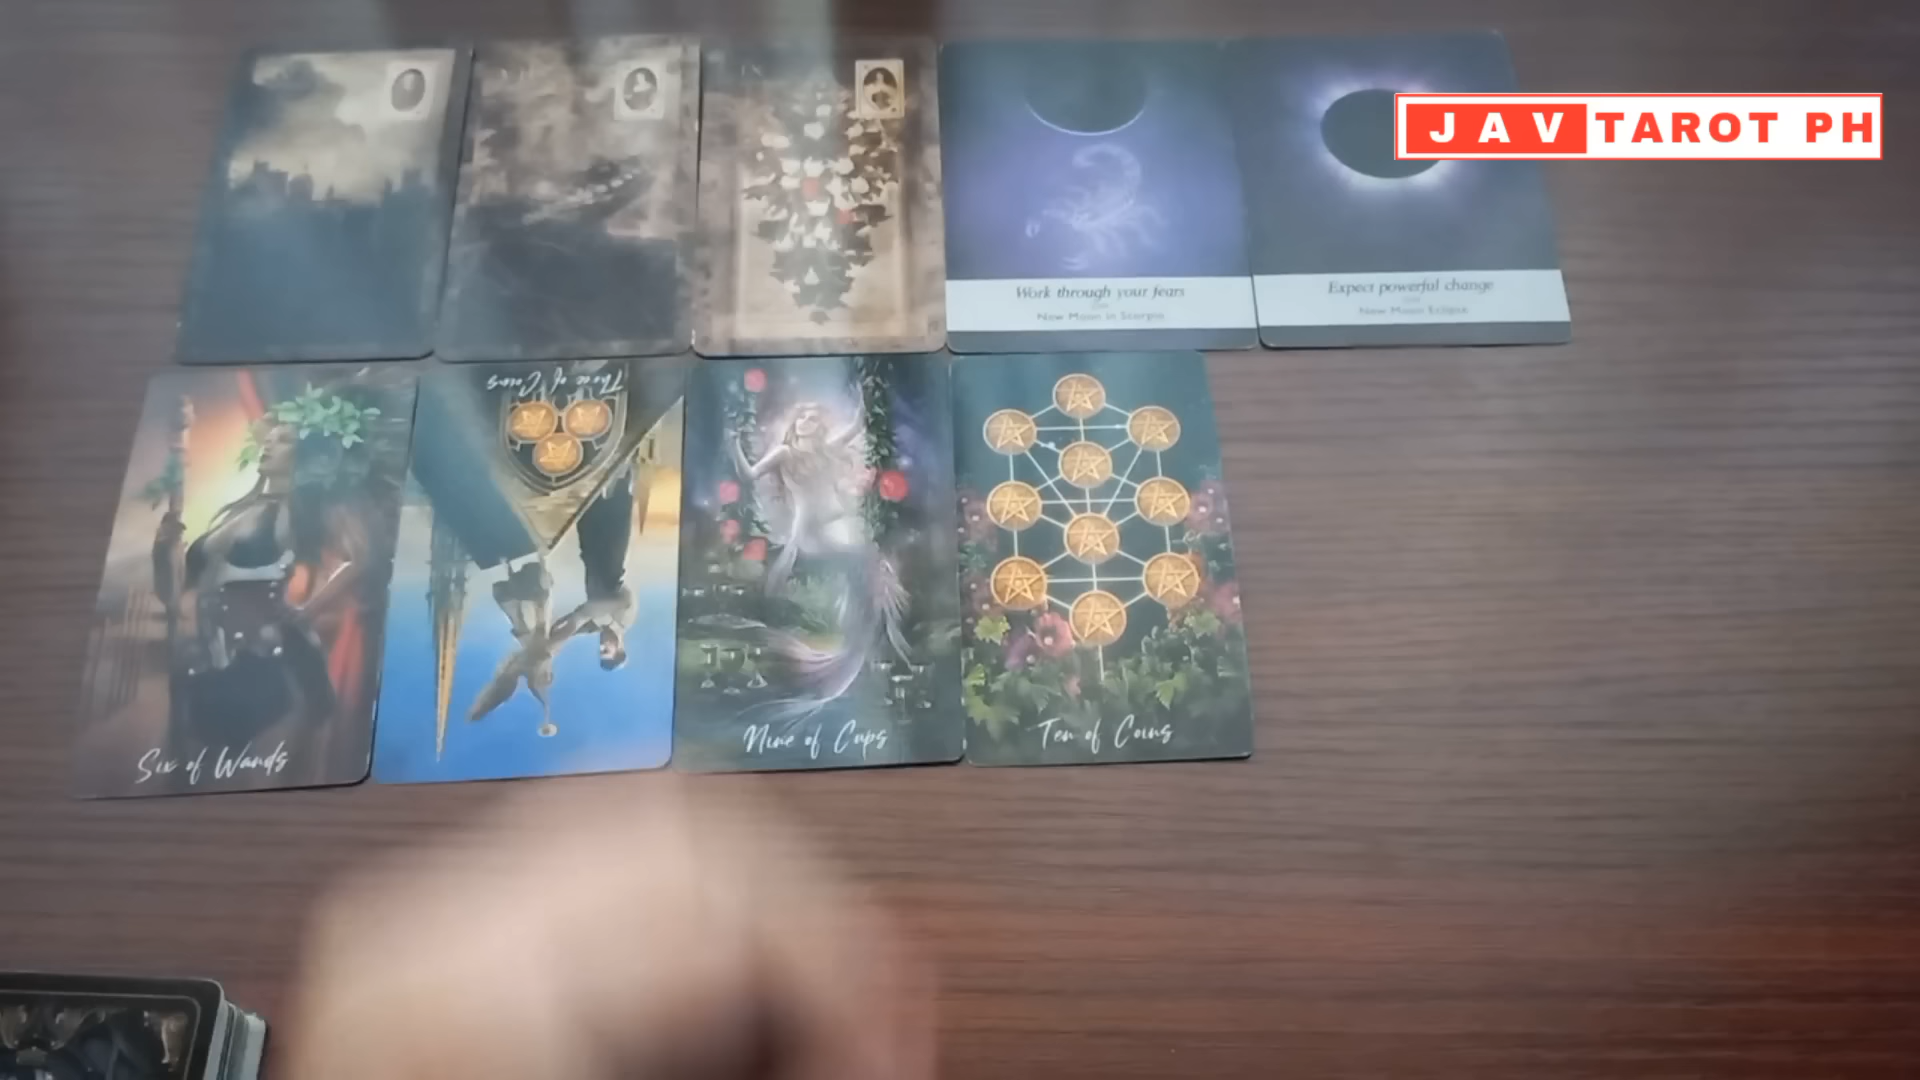 JAV TAROT PH
Work through your fears
New Moon in Scorpio
Expect powerful change
New Moon Eclipse
Three of Coins
Six of Wands
Nine of Cups
Ten of Coins